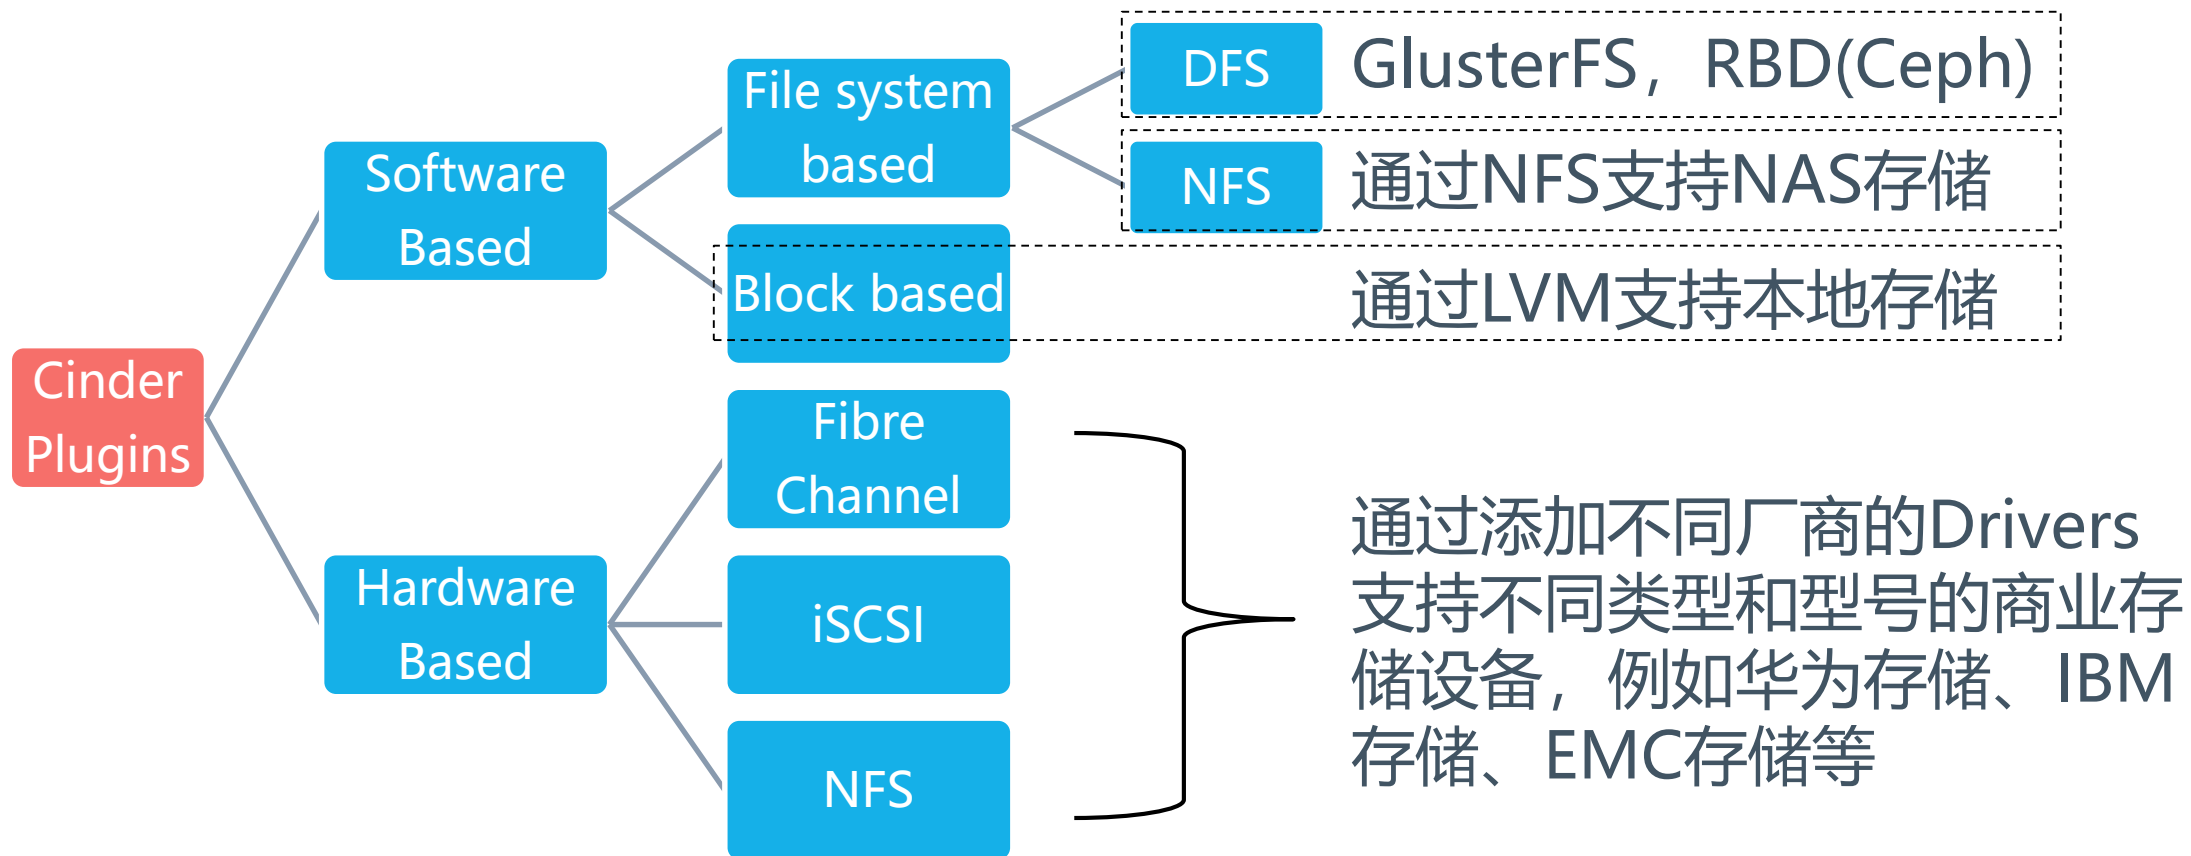 Cinder
Plugins
Software
Based
File system
based
DFS
GlusterFS，RBD(Ceph)
NFS
通过NFS支持NAS存储
Block based
通过LVM支持本地存储
Hardware
Based
Fibre
Channel
iSCSI
NFS
通过添加不同厂商的Drivers
支持不同类型和型号的商业存
储设备，例如华为存储、IBM
存储、EMC存储等